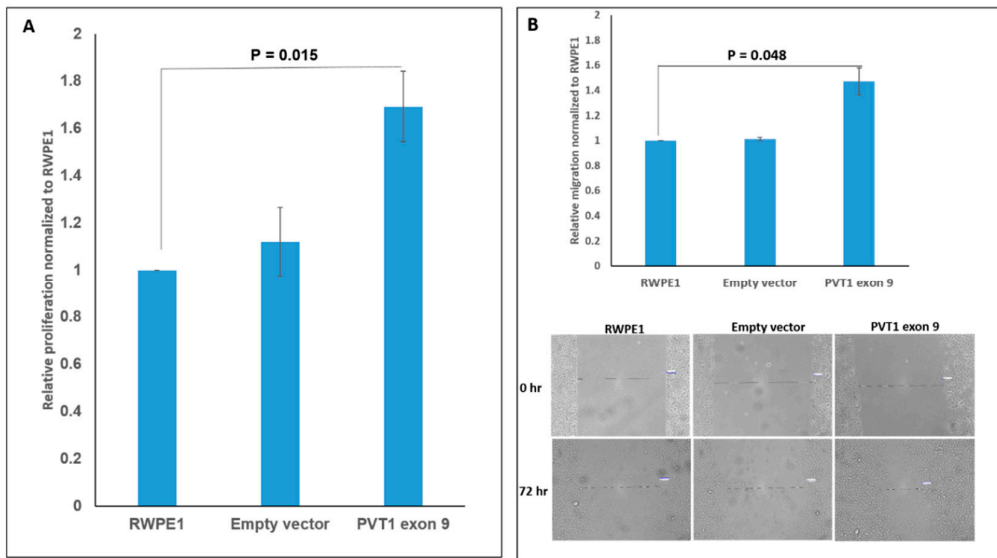 A
Relative proliferation normalized to RWPE1
2
1.8
1.6
1.4
1.2
1
0.8
0.6
0.4
0.2
0
P = 0.015
RWPE1 Empty vector PVT1 exon 9
B
Relative migration normalized to RWPE1
2
1.8
1.6
1.4
1.2
1
0.8
0.6
0.4
0.2
0
P = 0.048
RWPE1 Empty vector PVT1 exon 9
RWPE1 Empty vector PVT1 exon 9
0 hr
72 hr